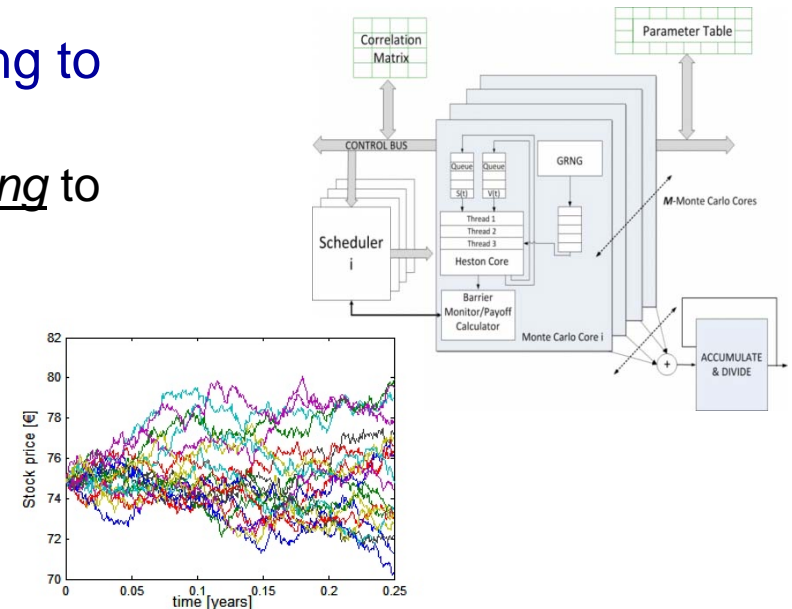 ng to
ng to
Correlation
Matrix
Parameter Table
CONTROL BUS
Queue
Queue
S(t)
V(t)
GRNG
Thread 1
Thread 2
Thread 3
Heston Core
Barrier
Monitor/Payoff
Calculator
Monte Carlo Core i
Scheduler
i
M-Monte Carlo Cores
+
ACCUMULATE
& DIVIDE
82
80
78
76
74
72
70
Stock price [€]
0
0.05
0.1
0.15
0.2
0.25
time [years]